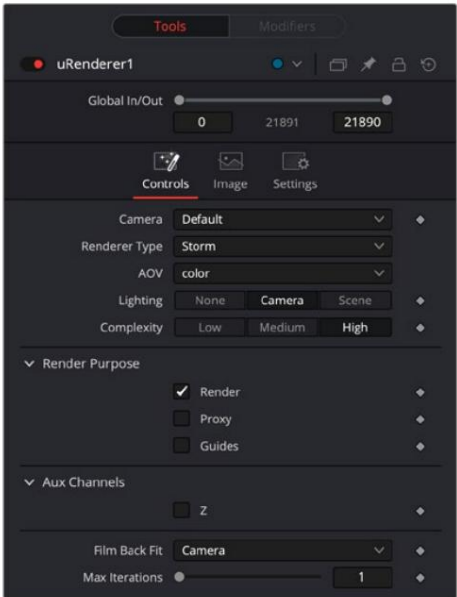 Tools Modifiers
uRenderer1
Global In/Out
0 21891 21890
Controls Image Settings
Camera Default
Renderer Type Storm
AOV color
Lighting None Camera Scene
Complexity Low Medium High
Render Purpose
Render
Proxy
Guides
Aux Channels
Z
Film Back Fit Camera
Max Iterations 1